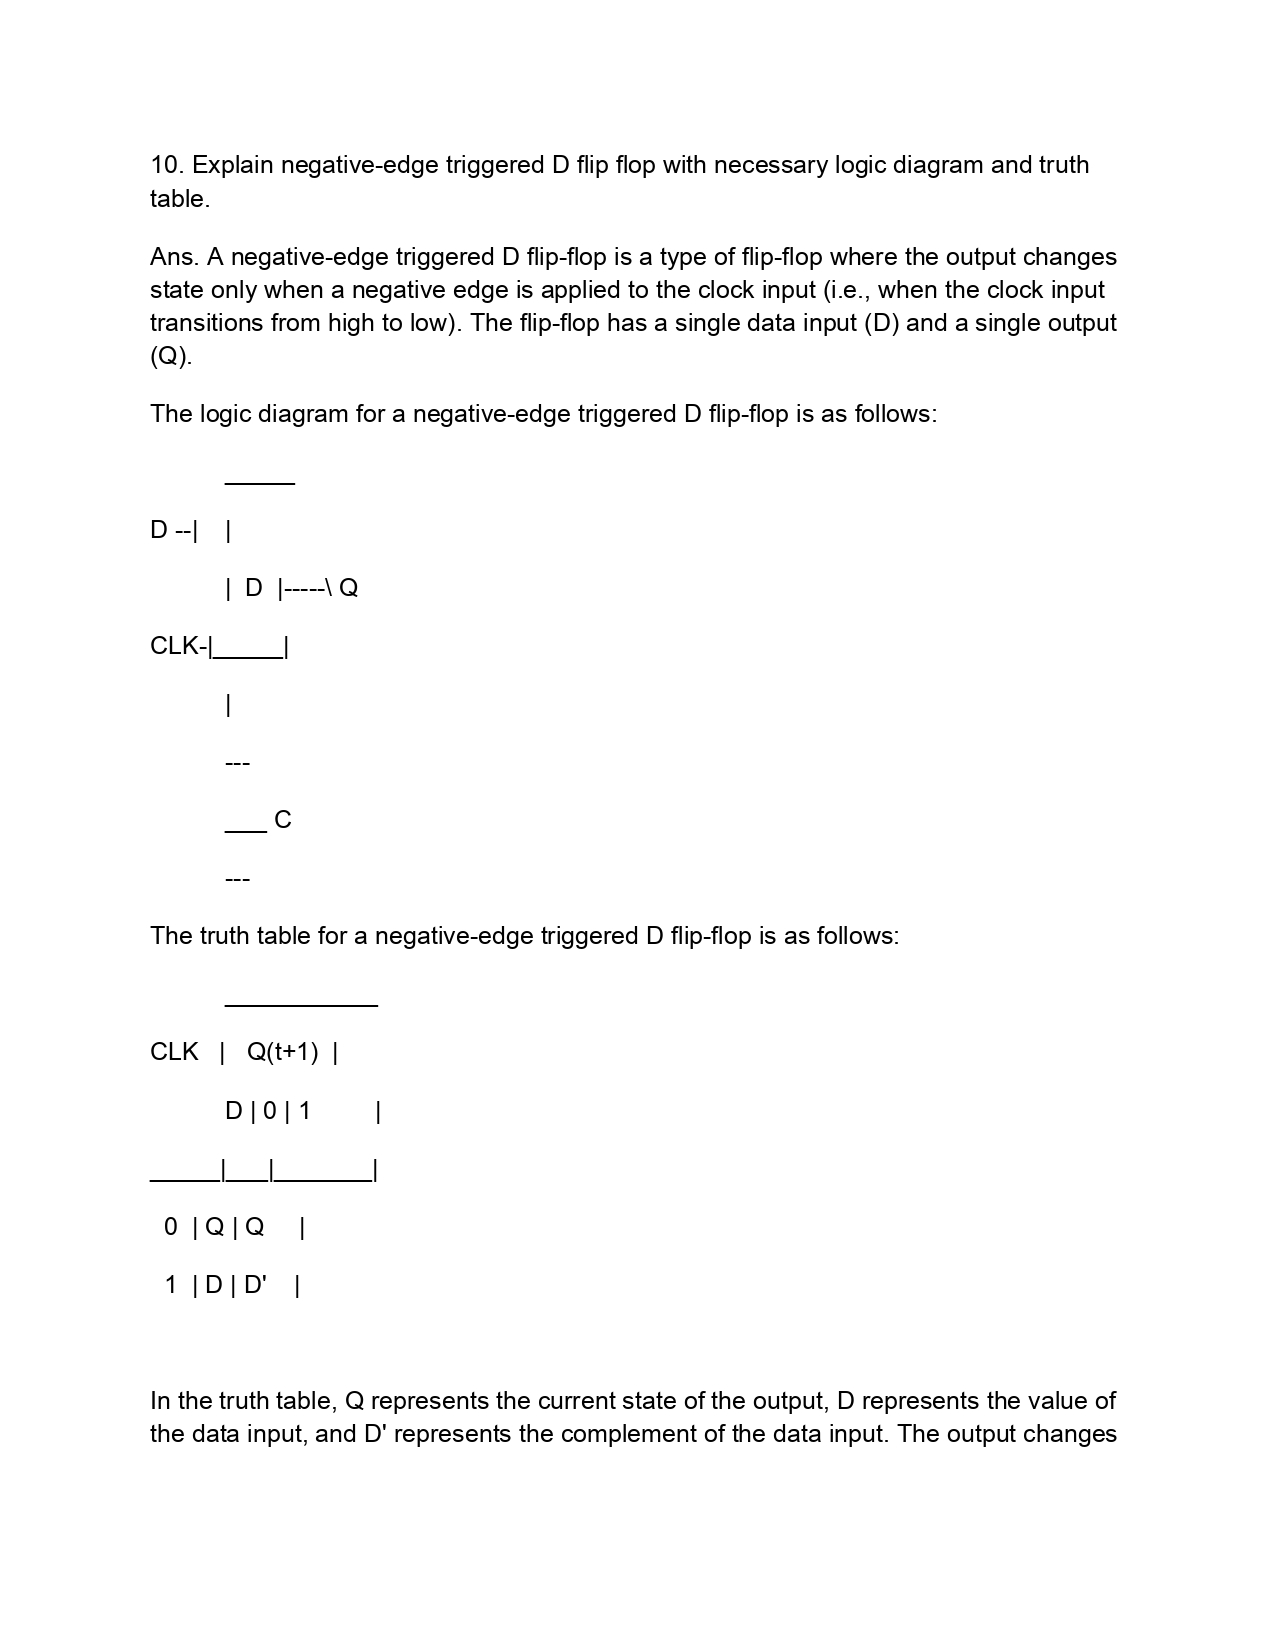 10. Explain negative-edge triggered D flip flop with necessary logic diagram and truth
table.
Ans. A negative-edge triggered D flip-flop is a type of flip-flop where the output changes
state only when a negative edge is applied to the clock input (i.e., when the clock input
transitions from high to low). The flip-flop has a single data input (D) and a single output
(Q).
The logic diagram for a negative-edge triggered D flip-flop is as follows:
_____
D --|    |
| D |-----\ Q
CLK-|_____|
|
---
___ C
---
The truth table for a negative-edge triggered D flip-flop is as follows:
___________
CLK   |   Q(t+1)  |
D | 0 | 1         |
_____|___|_______|
0  | Q | Q     |
1  | D | D'    |
In the truth table, Q represents the current state of the output, D represents the value of
the data input, and D' represents the complement of the data input. The output changes